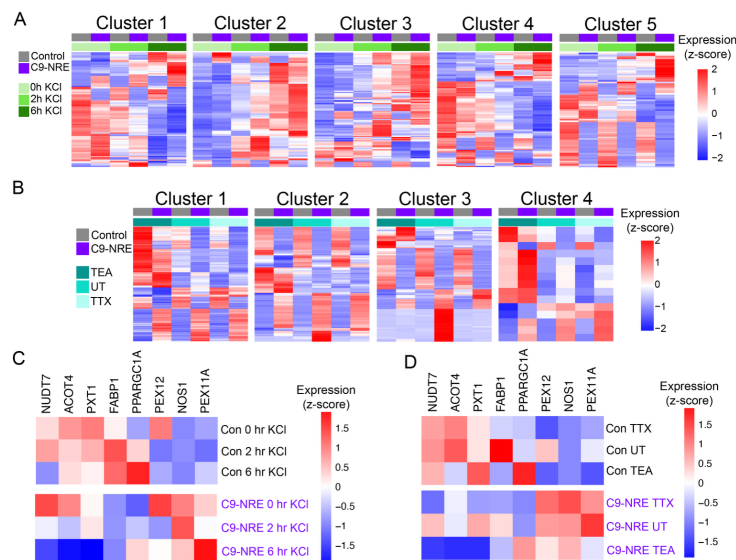 A
Cluster 1 Cluster 2 Cluster 3 Cluster 4 Cluster 5
Control
C9-NRE
0h KCl
2h KCl
6h KCl
Expression
(z-score)
2
1
0
−1
−2
B
Cluster 1 Cluster 2 Cluster 3 Cluster 4
Control
C9-NRE
TEA
UT
TTX
Expression
(z-score)
2
1
0
−1
−2
C
NUDT7 ACOT4 PXT1 FABP1 PPARGC1A PEX12 NOS1 PEX11A
Con 0 hr KCl
Con 2 hr KCl
Con 6 hr KCl
C9-NRE 0 hr KCl
C9-NRE 2 hr KCl
C9-NRE 6 hr KCl
Expression
(z-score)
1.5
1
0.5
0
−0.5
−1
−1.5
D
NUDT7 ACOT4 PXT1 FABP1 PPARGC1A PEX12 NOS1 PEX11A
Con TTX
Con UT
Con TEA
C9-NRE TTX
C9-NRE UT
C9-NRE TEA
Expression
(z-score)
1.5
1
0.5
0
−0.5
−1
−1.5